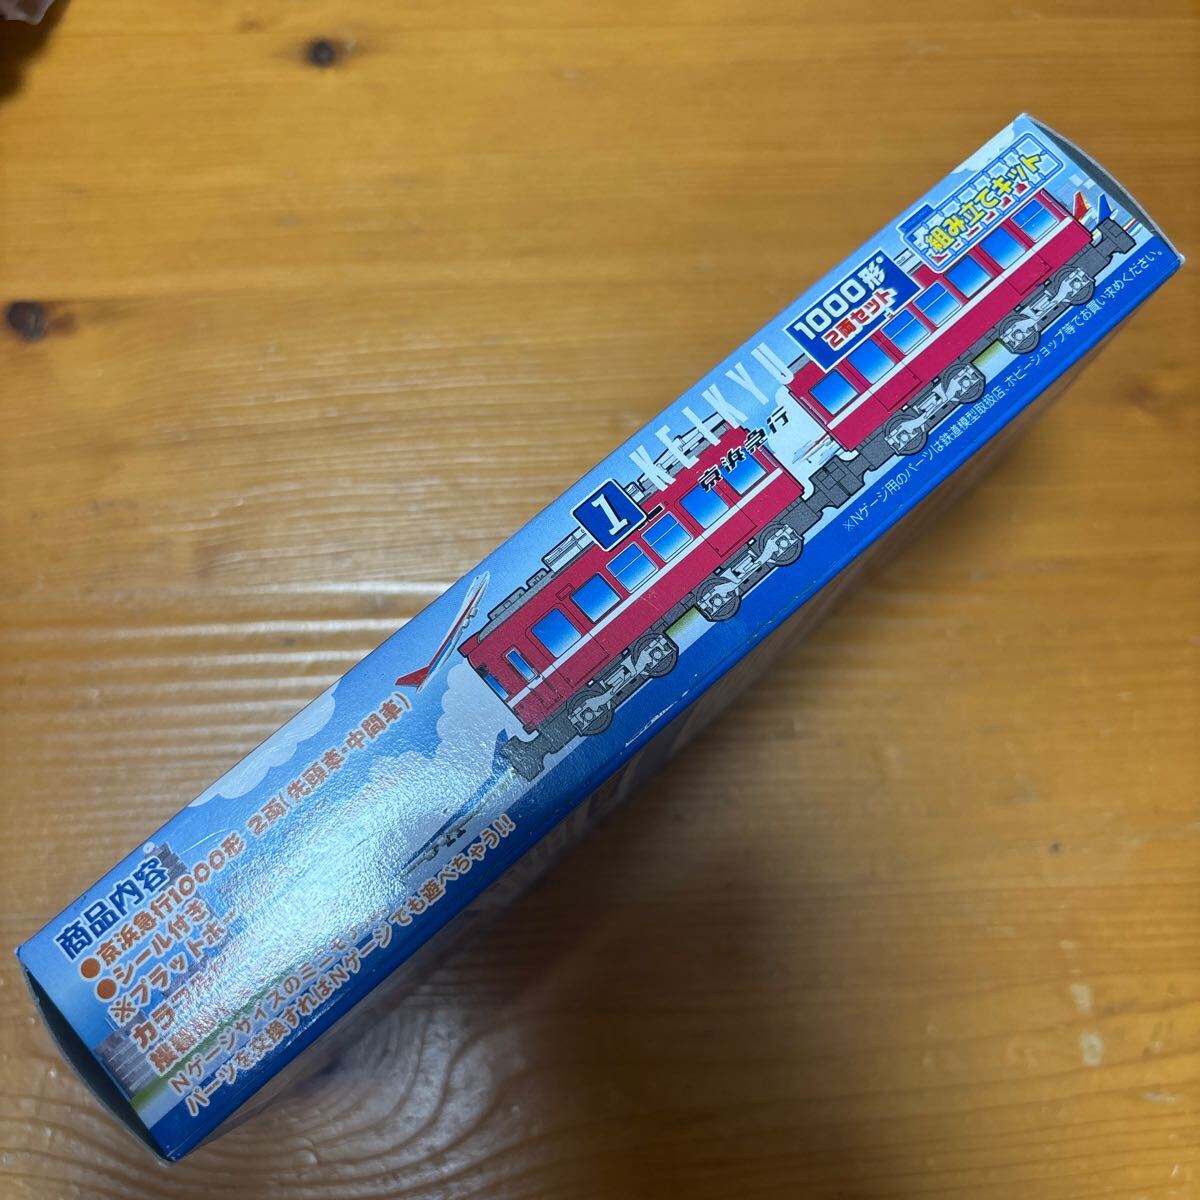 組み立てキット
1000形
2両セット
KEIKYU
京浜急行
1
※Nゲージ用のパーツは鉄道模型取扱店、ホビーショップ等でお買い求めください。
商品内容
●京浜急行1000形 2両(先頭車・中間車)
●シール付き
※プラットホー
Nゲージサイズのミニモデ
パーツを交換すればNゲージでも遊べちゃう!!